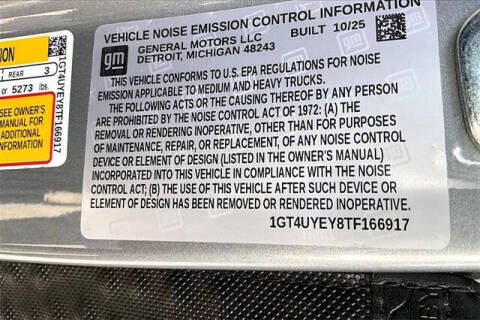 ION
REAR 3
or 5273 lbs.
SEE OWNER'S
MANUAL FOR
ADDITIONAL
INFORMATION
1GT4UYEY8TF166917
VEHICLE NOISE EMISSION CONTROL INFORMATION
gm
GENERAL MOTORS LLC BUILT 10/25
DETROIT, MICHIGAN 48243
THIS VEHICLE CONFORMS TO U.S. EPA REGULATIONS FOR NOISE
EMISSION APPLICABLE TO MEDIUM AND HEAVY TRUCKS.
THE FOLLOWING ACTS OR THE CAUSING THEREOF BY ANY PERSON
ARE PROHIBITED BY THE NOISE CONTROL ACT OF 1972: (A) THE
REMOVAL OR RENDERING INOPERATIVE, OTHER THAN FOR PURPOSES
OF MAINTENANCE, REPAIR, OR REPLACEMENT, OF ANY NOISE CONTROL
DEVICE OR ELEMENT OF DESIGN (LISTED IN THE OWNER'S MANUAL)
INCORPORATED INTO THIS VEHICLE IN COMPLIANCE WITH THE NOISE
CONTROL ACT; (B) THE USE OF THIS VEHICLE AFTER SUCH DEVICE OR
ELEMENT OF DESIGN HAS BEEN REMOVED OR RENDERED INOPERATIVE.
1GT4UYEY8TF166917